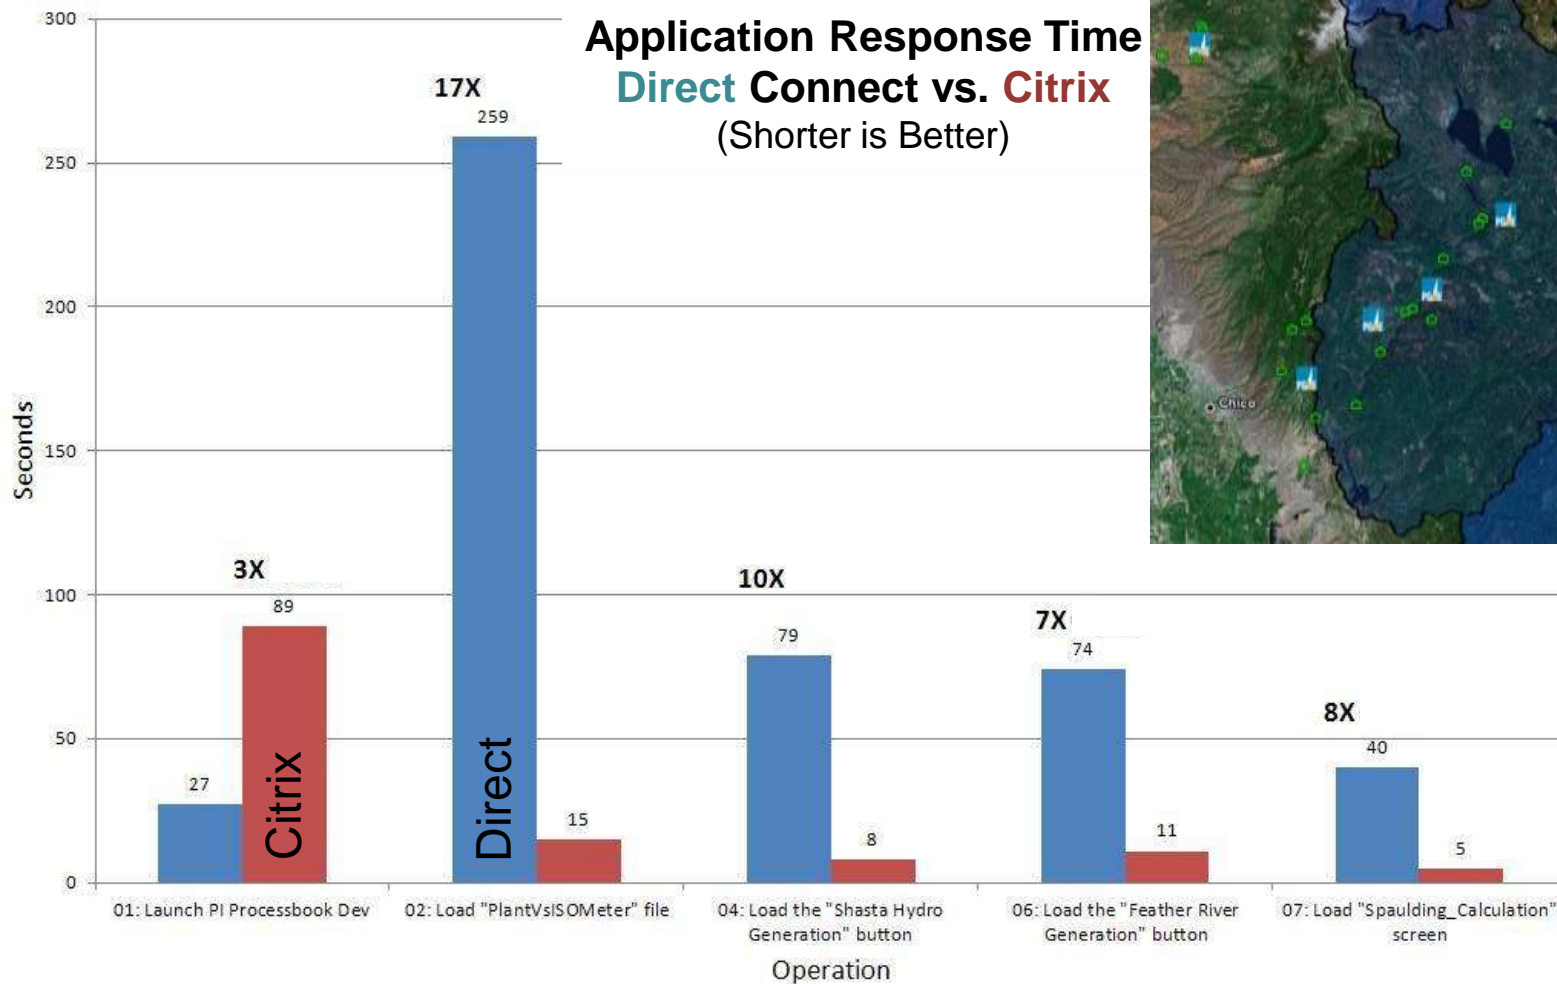 Application Response Time
Direct Connect vs. Citrix
(Shorter is Better)
Seconds
300
250
200
150
100
50
0
3X
27
89
Citrix
17X
259
Direct
15
10X
79
8
7X
74
11
8X
40
5
01: Launch PI Processbook Dev
02: Load "PlantVsISOMeter" file
04: Load the "Shasta Hydro
Generation" button
06: Load the "Feather River
Generation" button
07: Load "Spaulding_Calculation"
screen
Operation
Chico